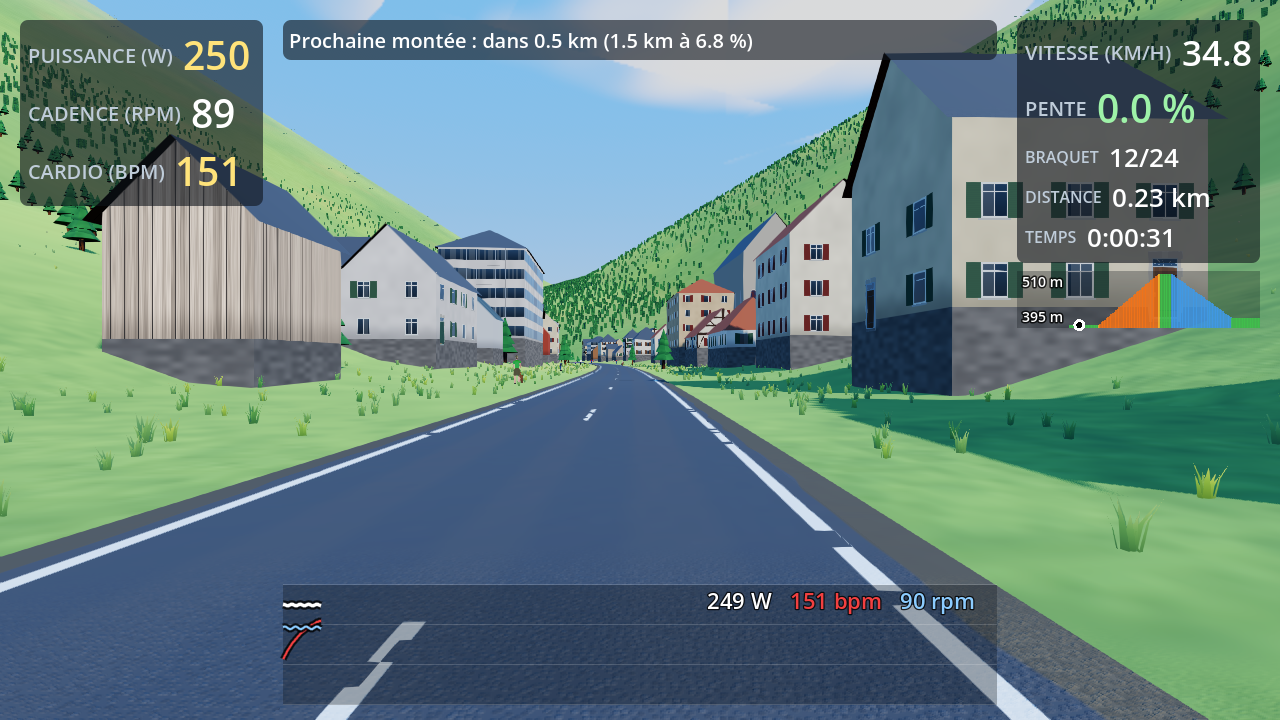 PUISSANCE (W) 250
CADENCE (RPM) 89
CARDIO (BPM) 151
Prochaine montée : dans 0.5 km (1.5 km à 6.8 %)
VITESSE (KM/H) 34.8
PENTE 0.0 %
BRAQUET 12/24
DISTANCE 0.23 km
TEMPS 0:00:31
510 m
395 m
249 W 151 bpm 90 rpm